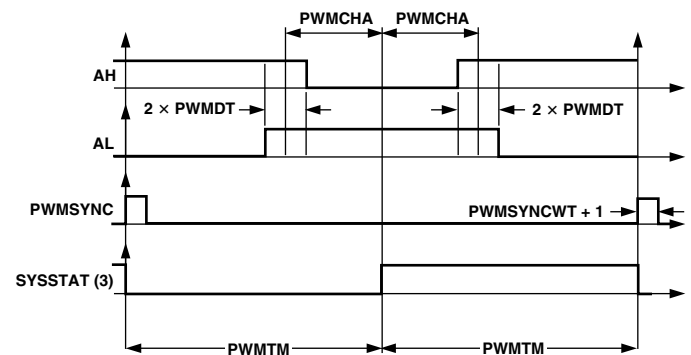 PWMCHA PWMCHA
AH
2 × PWMDT 2 × PWMDT
AL
PWMSYNC PWMSYNCWT + 1
SYSSTAT (3)
PWMTM PWMTM